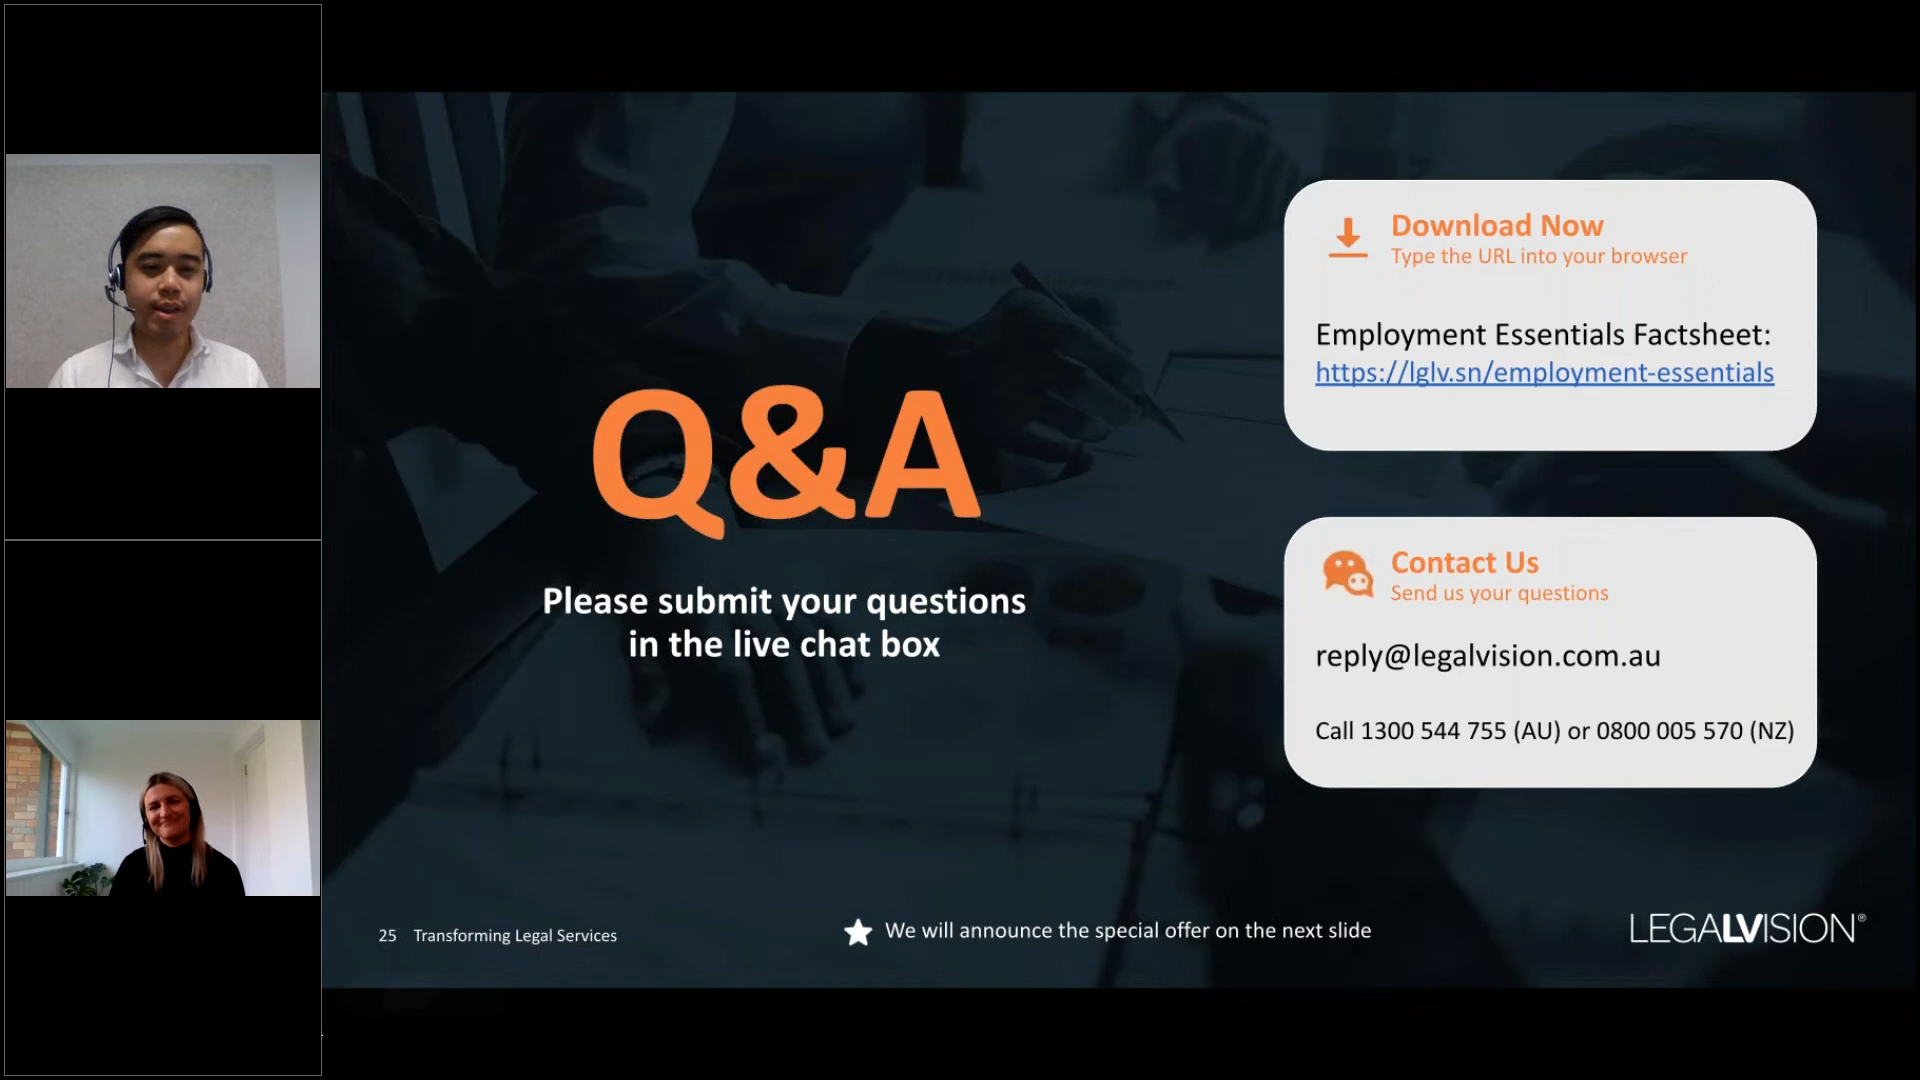 Q&A
Please submit your questions
in the live chat box
Download Now
Type the URL into your browser
Employment Essentials Factsheet:
https://lglv.sn/employment-essentials
Contact Us
Send us your questions
reply@legalvision.com.au
Call 1300 544 755 (AU) or 0800 005 570 (NZ)
25 Transforming Legal Services
We will announce the special offer on the next slide
LEGALVISION®